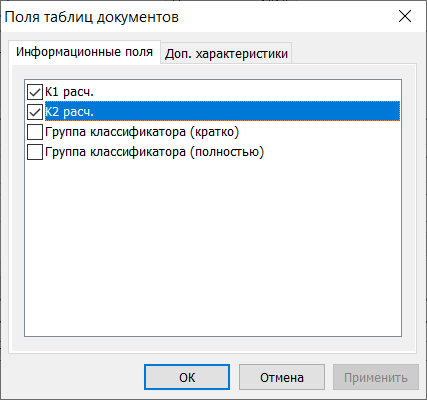 Поля таблиц документов
Информационные поля
Доп. характеристики
К1 расч.
К2 расч.
Группа классификатора (кратко)
Группа классификатора (полностью)
ОК
Отмена
Применить